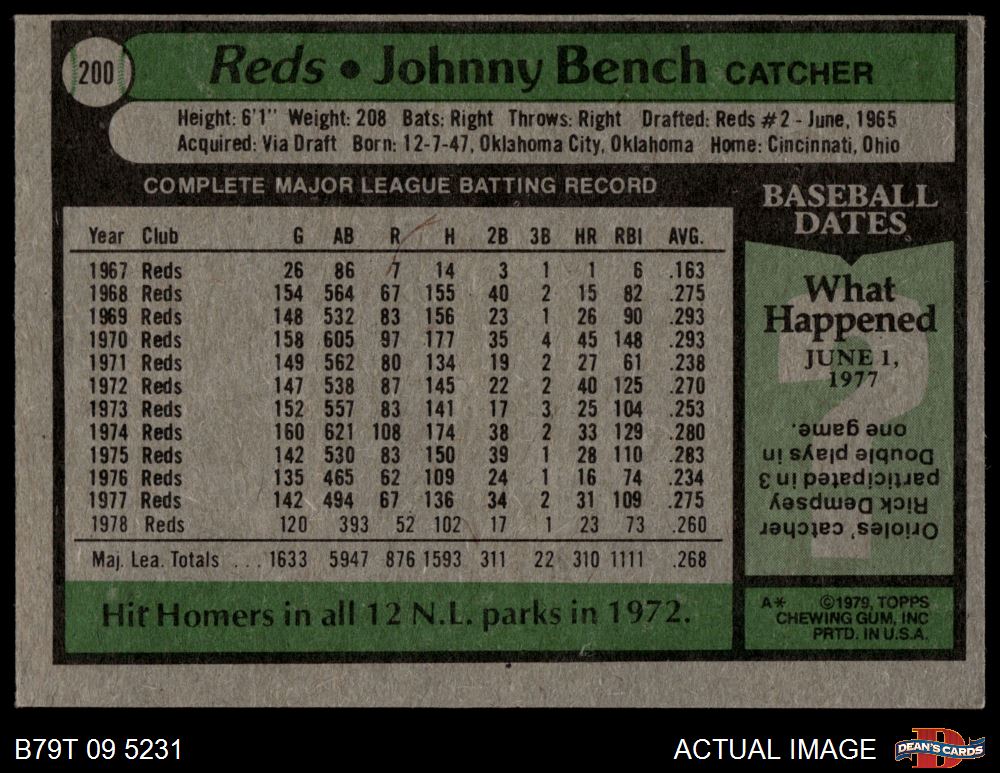 200
Reds • Johnny Bench CATCHER
Height: 6'1" Weight: 208 Bats: Right Throws: Right Drafted: Reds #2 - June, 1965
Acquired: Via Draft Born: 12-7-47, Oklahoma City, Oklahoma Home: Cincinnati, Ohio
COMPLETE MAJOR LEAGUE BATTING RECORD
Year Club G AB R H 2B 3B HR RBI AVG.
1967 Reds 26 86 7 14 3 1 1 6 .163
1968 Reds 154 564 67 155 40 2 15 82 .275
1969 Reds 148 532 83 156 23 1 26 90 .293
1970 Reds 158 605 97 177 35 4 45 148 .293
1971 Reds 149 562 80 134 19 2 27 61 .238
1972 Reds 147 538 87 145 22 2 40 125 .270
1973 Reds 152 557 83 141 17 3 25 104 .253
1974 Reds 160 621 108 174 38 2 33 129 .280
1975 Reds 142 530 83 150 39 1 28 110 .283
1976 Reds 135 465 62 109 24 1 16 74 .234
1977 Reds 142 494 67 136 34 2 31 109 .275
1978 Reds 120 393 52 102 17 1 23 73 .260
Maj. Lea. Totals ... 1633 5947 876 1593 311 22 310 1111 .268
Hit Homers in all 12 N.L. parks in 1972.
BASEBALL
DATES
What
Happened
JUNE 1,
1977
?
Orioles' catcher
Rick Dempsey
participated in 3
Double plays in
one game.
A* ©1979, TOPPS
CHEWING GUM, INC
PRTD. IN U.S.A.
B79T 09 5231
ACTUAL IMAGE
D
DEAN'S CARDS